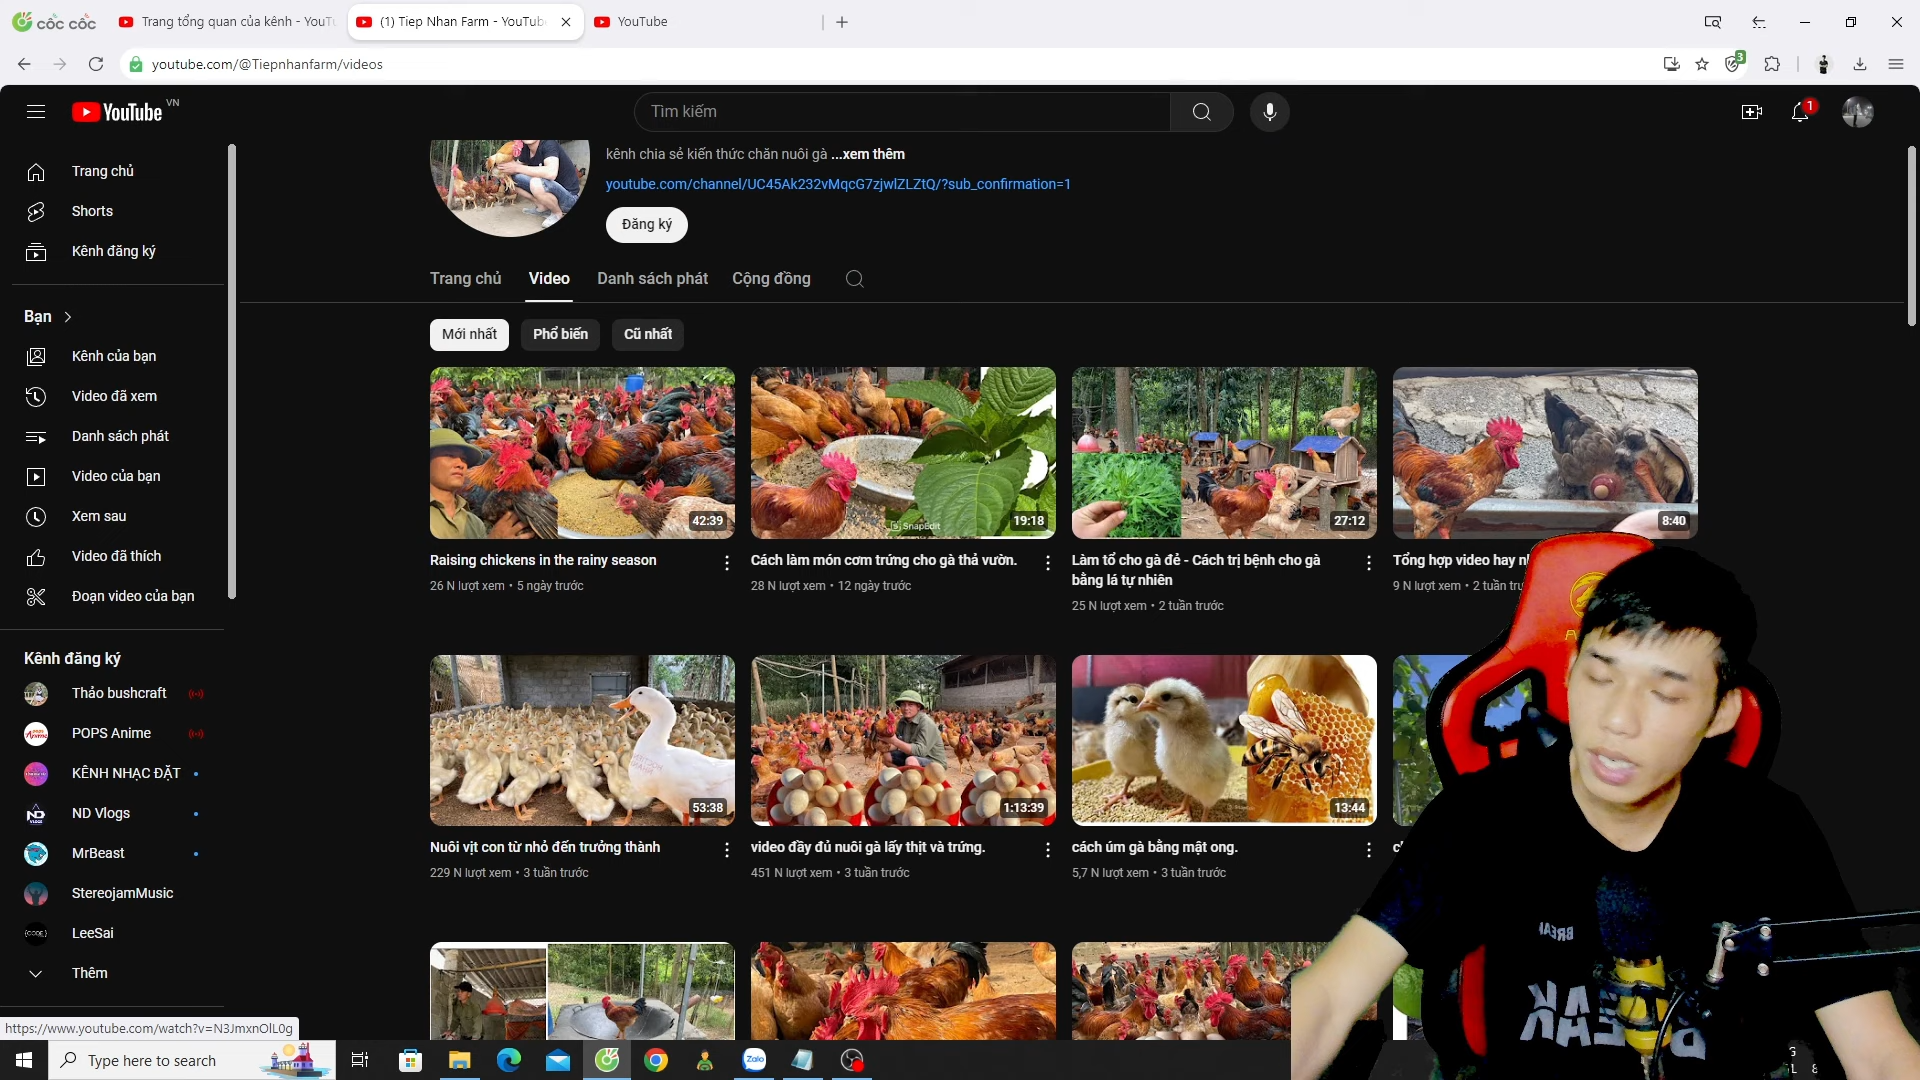 cốc cốc
Trang tổng quan của kênh - YouTu
(1) Tiep Nhan Farm - YouTube
YouTube
youtube.com/@Tiepnhanfarm/videos
3
YouTube VN
Tìm kiếm
1
kênh chia sẻ kiến thức chăn nuôi gà ...xem thêm
youtube.com/channel/UC45Ak232vMqcG7zjwlZLZtQ/?sub_confirmation=1
Đăng ký
Trang chủ
Video
Danh sách phát
Cộng đồng
Mới nhất
Phổ biến
Cũ nhất
Trang chủ
Shorts
Kênh đăng ký
Bạn
Kênh của bạn
Video đã xem
Danh sách phát
Video của bạn
Xem sau
Video đã thích
Đoạn video của bạn
Kênh đăng ký
Thảo bushcraft
POPS Anime
KÊNH NHẠC ĐẶT
ND Vlogs
MrBeast
StereojamMusic
LeeSai
Thêm
42:39
SnapEdit
19:18
27:12
8:40
Raising chickens in the rainy season
26 N lượt xem • 5 ngày trước
Cách làm món cơm trứng cho gà thả vườn.
28 N lượt xem • 12 ngày trước
Làm tổ cho gà đẻ - Cách trị bệnh cho gà
bằng lá tự nhiên
25 N lượt xem • 2 tuần trước
Tổng hợp video hay
9 N lượt xem • 2 tuần
53:38
1:13:39
13:44
Nuôi vịt con từ nhỏ đến trưởng thành
229 N lượt xem • 3 tuần trước
video đầy đủ nuôi gà lấy thịt và trứng.
451 N lượt xem • 3 tuần trước
cách úm gà bằng mật ong.
5,7 N lượt xem • 3 tuần trước
BREAK
BREAK
https://www.youtube.com/watch?v=N3JmxnOlL0g
Type here to search
Zalo